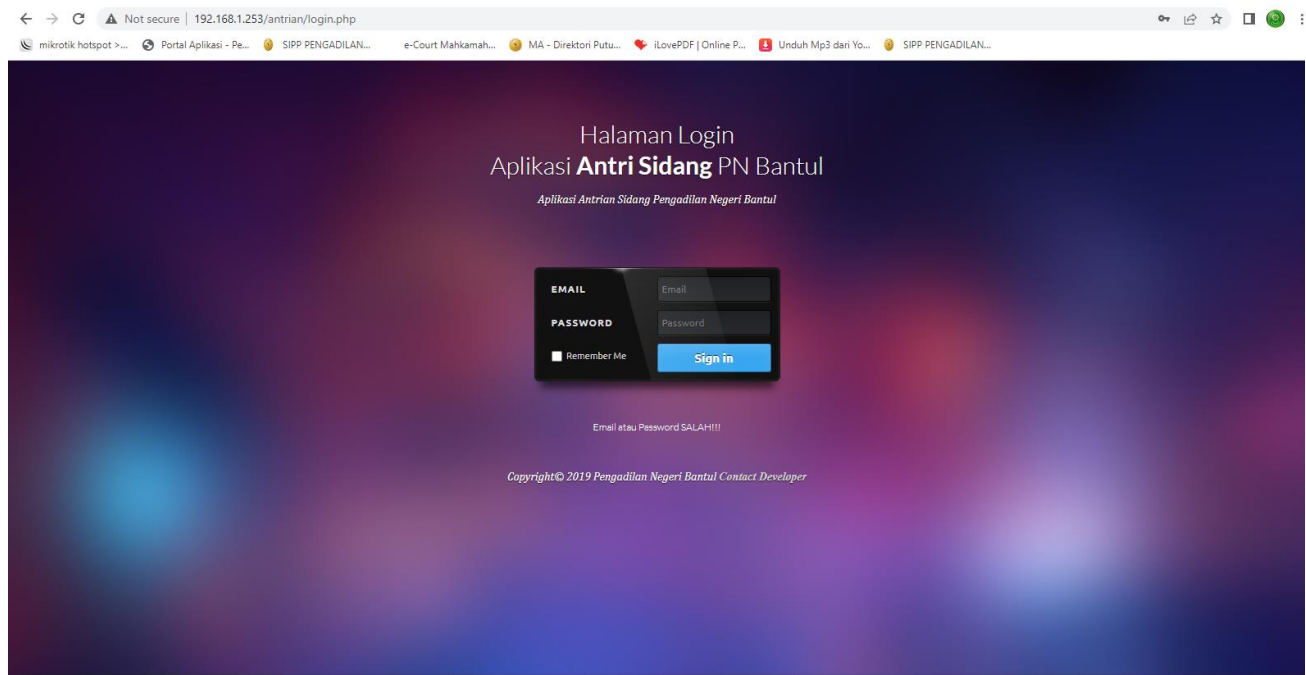 Not secure | 192.168.1.253/antrian/login.php
mikrotik hotspot >... Portal Aplikasi - Pe... SIPP PENGADILAN... e-Court Mahkamah... MA - Direktori Putu... iLovePDF | Online P... Unduh Mp3 dari Yo... SIPP PENGADILAN...
Halaman Login
Aplikasi Antri Sidang PN Bantul
Aplikasi Antrian Sidang Pengadilan Negeri Bantul
EMAIL Email
PASSWORD Password
Remember Me Sign in
Email atau Password SALAH!!!
Copyright© 2019 Pengadilan Negeri Bantul Contact Developer